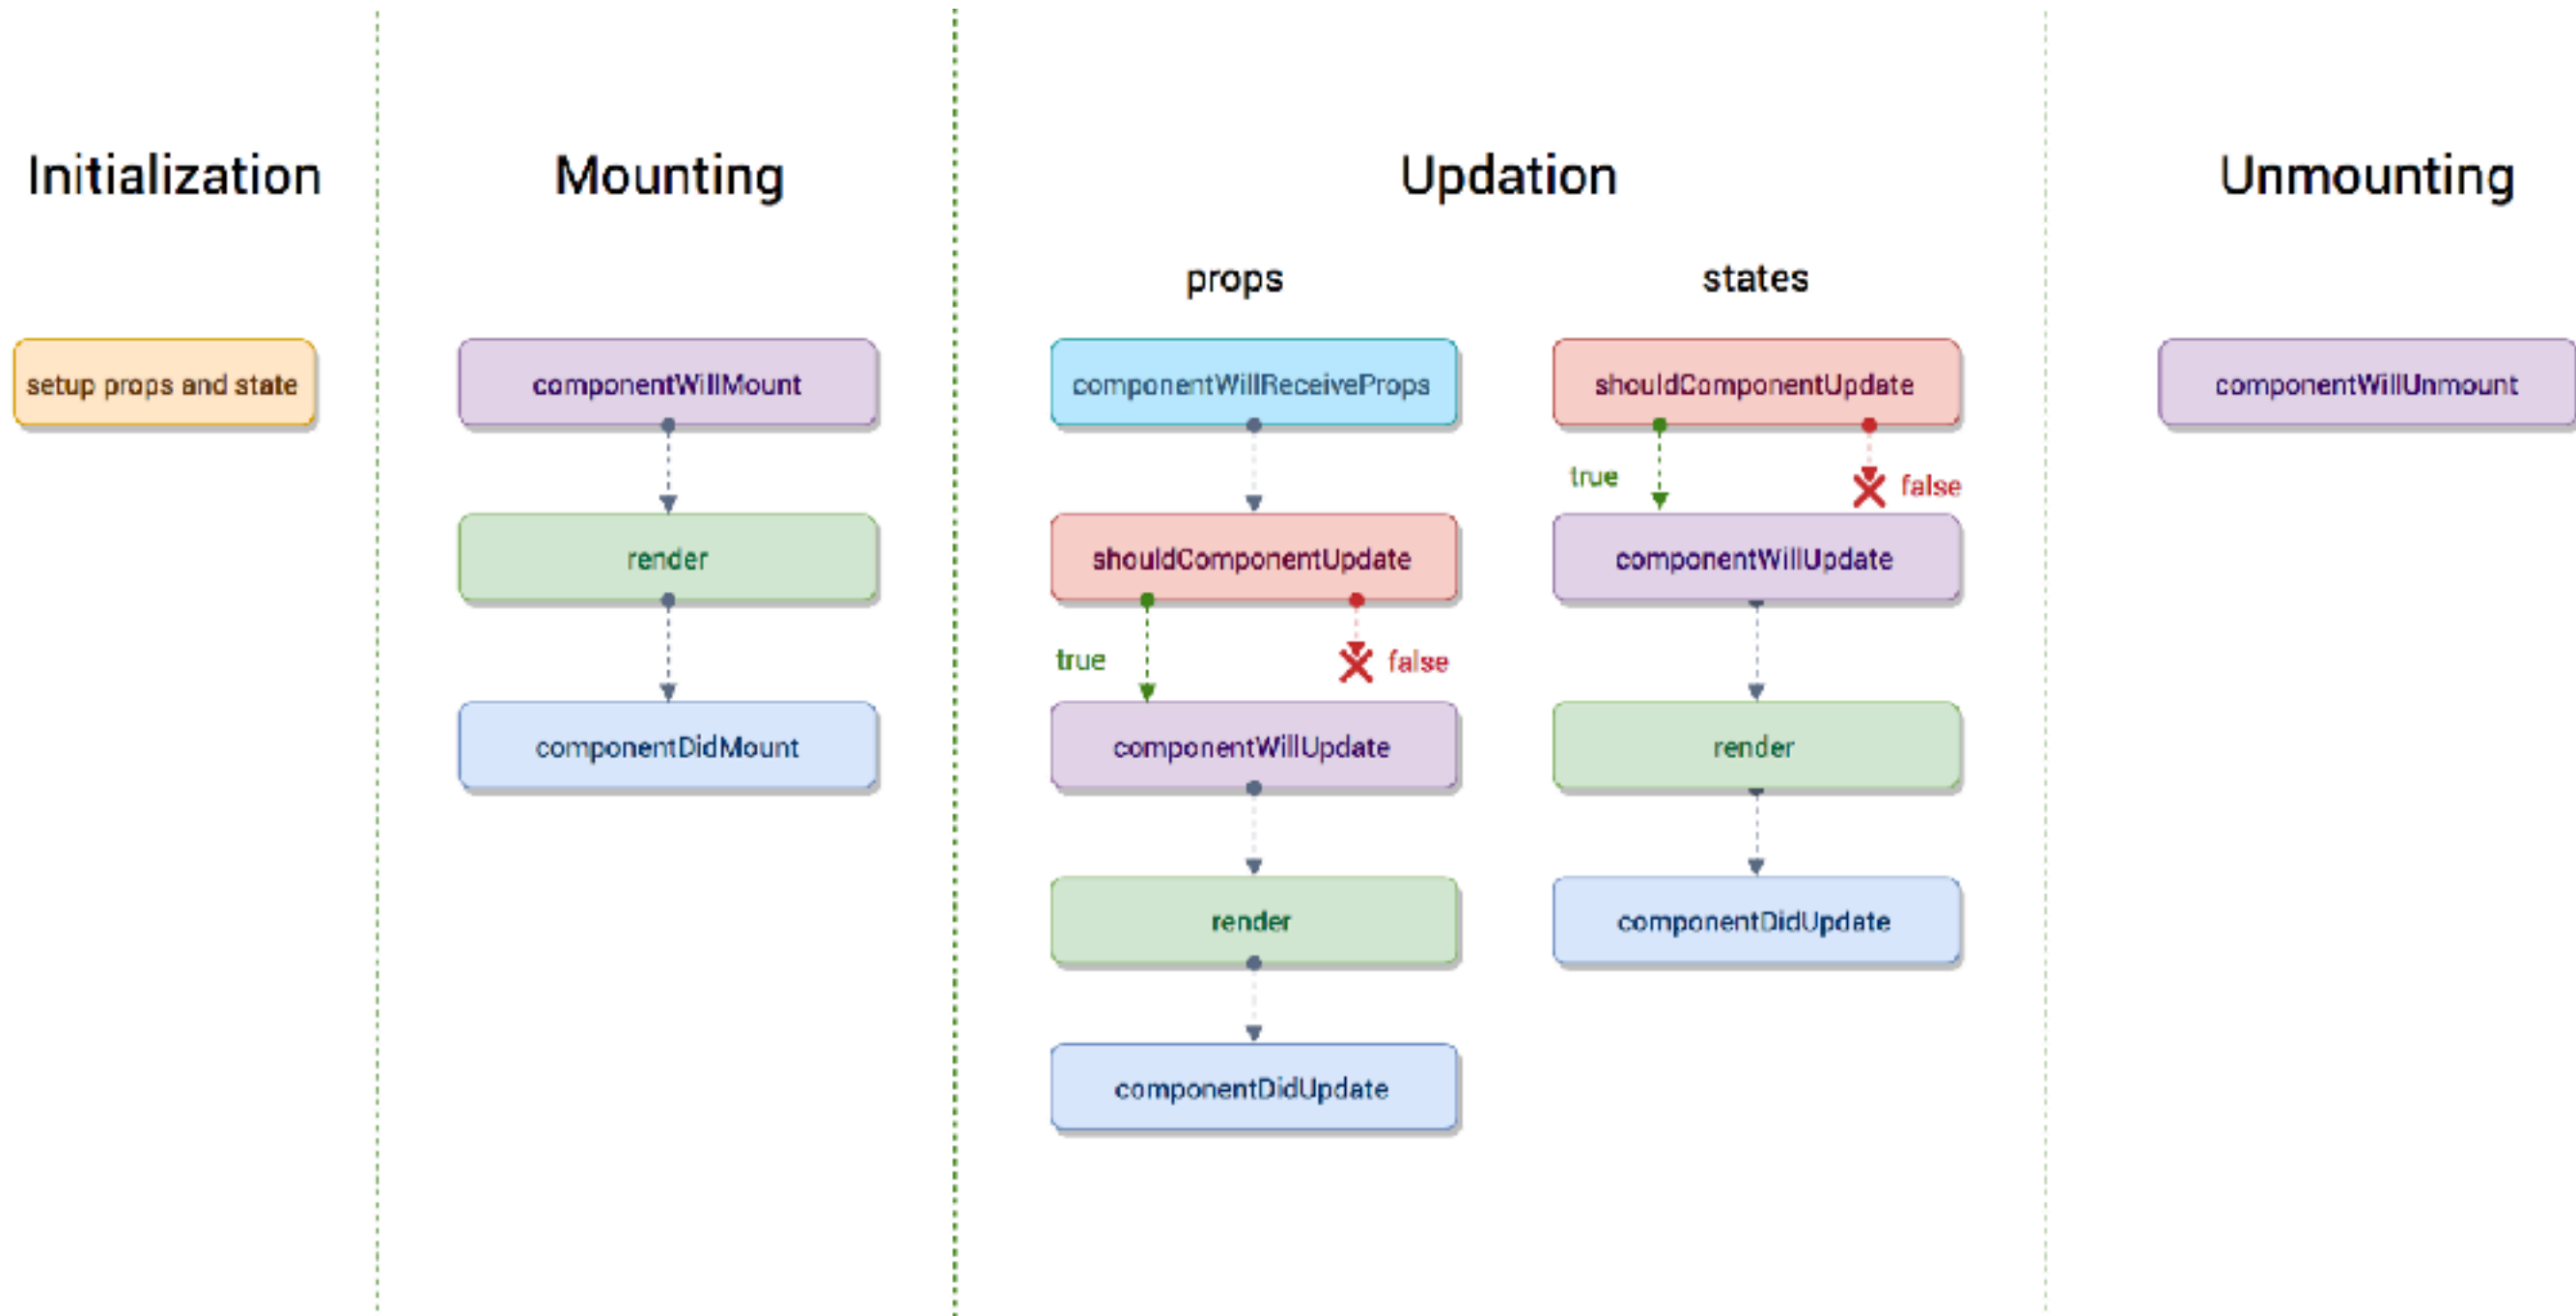 Initialization
setup props and state
Mounting
componentWillMount
render
componentDidMount
Updation
props
componentWillReceiveProps
shouldComponentUpdate
true
false
componentWillUpdate
render
componentDidUpdate
states
shouldComponentUpdate
true
false
componentWillUpdate
render
componentDidUpdate
Unmounting
componentWillUnmount